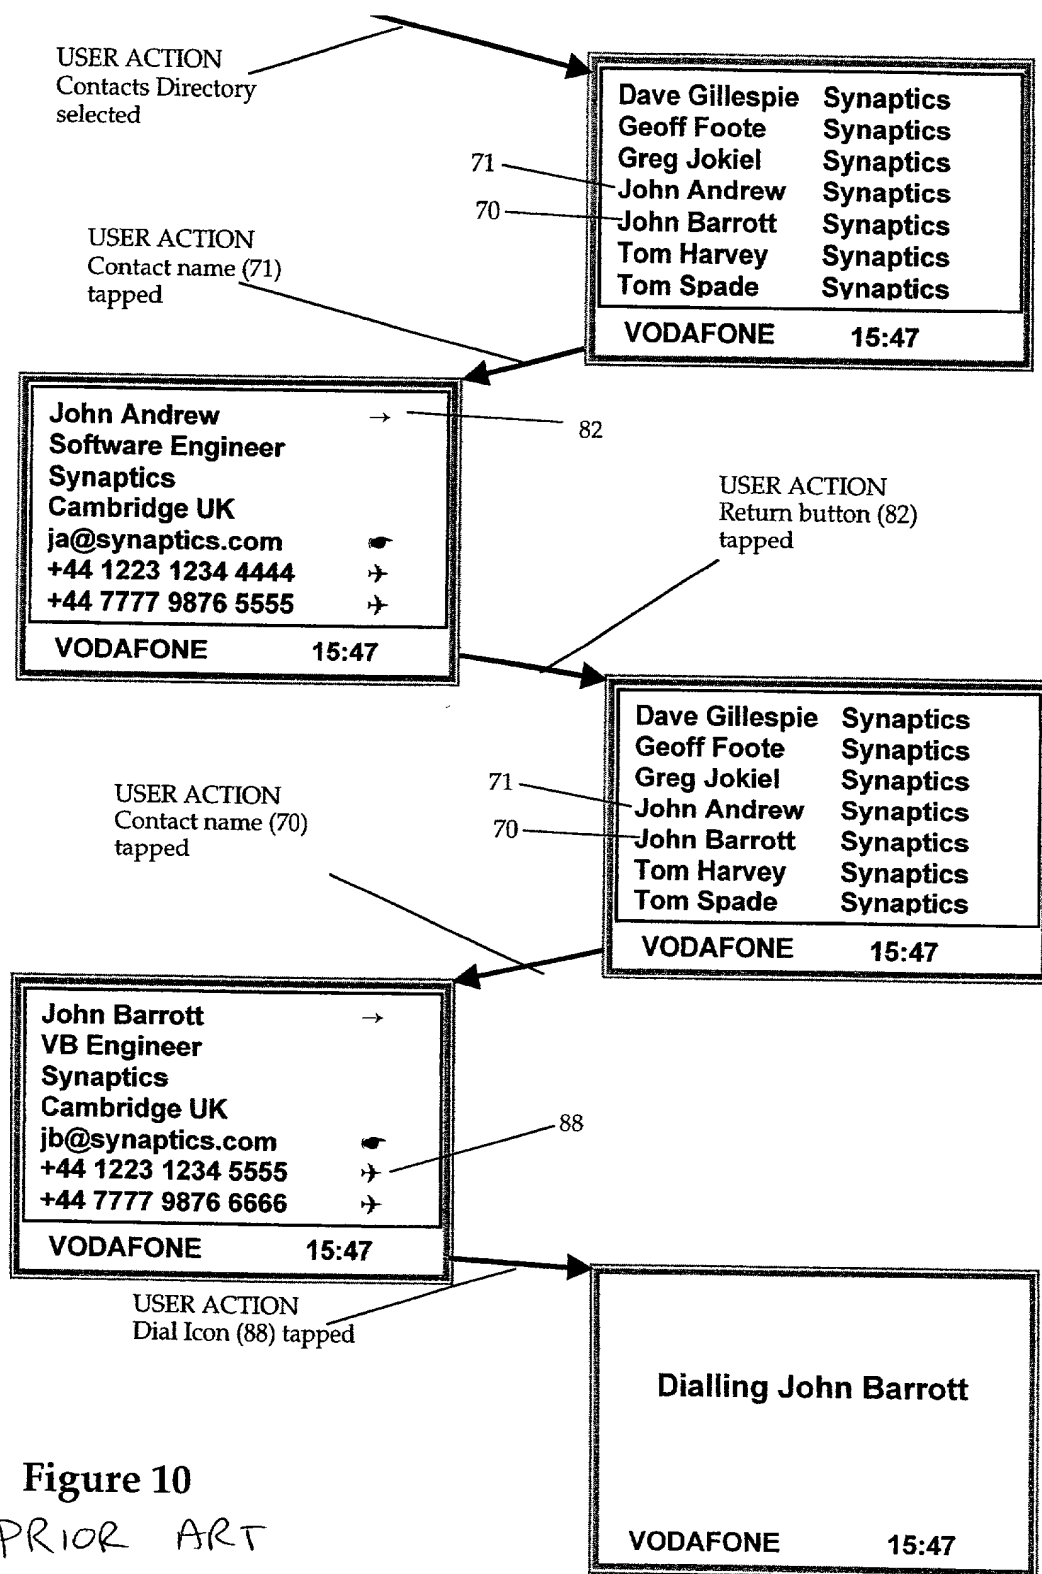 USER ACTION
Contacts Directory
selected
Dave Gillespie Synaptics
Geoff Foote Synaptics
Greg Jokiel Synaptics
71
John Andrew Synaptics
70
John Barrott Synaptics
Tom Harvey Synaptics
Tom Spade Synaptics
VODAFONE 15:47
USER ACTION
Contact name (71)
tapped
John Andrew →
82
Software Engineer
Synaptics
Cambridge UK
ja@synaptics.com ☛
+44 1223 1234 4444 ✈
+44 7777 9876 5555 ✈
VODAFONE 15:47
USER ACTION
Return button (82)
tapped
Dave Gillespie Synaptics
Geoff Foote Synaptics
Greg Jokiel Synaptics
71
John Andrew Synaptics
70
John Barrott Synaptics
Tom Harvey Synaptics
Tom Spade Synaptics
VODAFONE 15:47
USER ACTION
Contact name (70)
tapped
John Barrott →
VB Engineer
Synaptics
Cambridge UK
jb@synaptics.com ☛
88
+44 1223 1234 5555 ✈
+44 7777 9876 6666 ✈
VODAFONE 15:47
USER ACTION
Dial Icon (88) tapped
Dialling John Barrott
VODAFONE 15:47
Figure 10
PRIOR ART